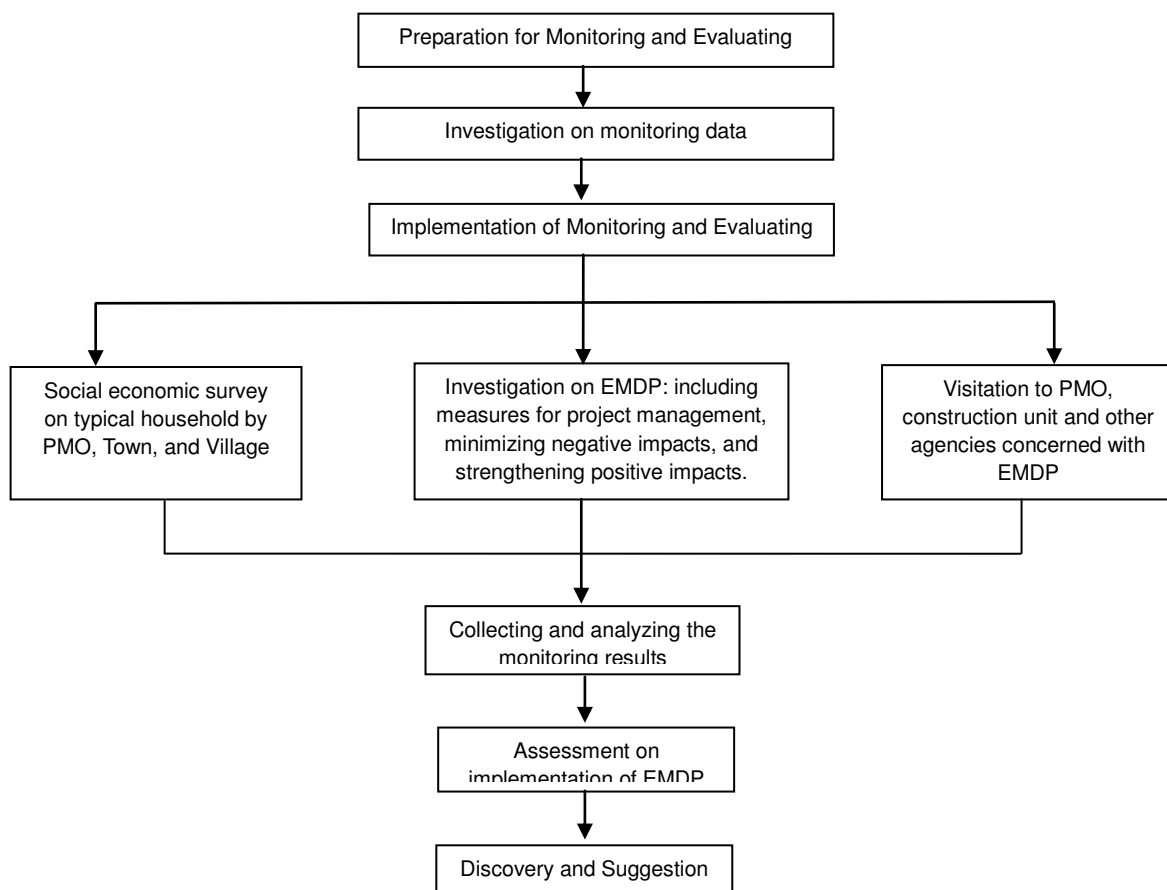 Preparation for Monitoring and Evaluating
Investigation on monitoring data
Implementation of Monitoring and Evaluating
Social economic survey
on typical household by
PMO, Town, and Village
Investigation on EMDP: including
measures for project management,
minimizing negative impacts, and
strengthening positive impacts.
Visitation to PMO,
construction unit and other
agencies concerned with
EMDP
Collecting and analyzing the
monitoring results
Assessment on
implementation of EMDP
Discovery and Suggestion